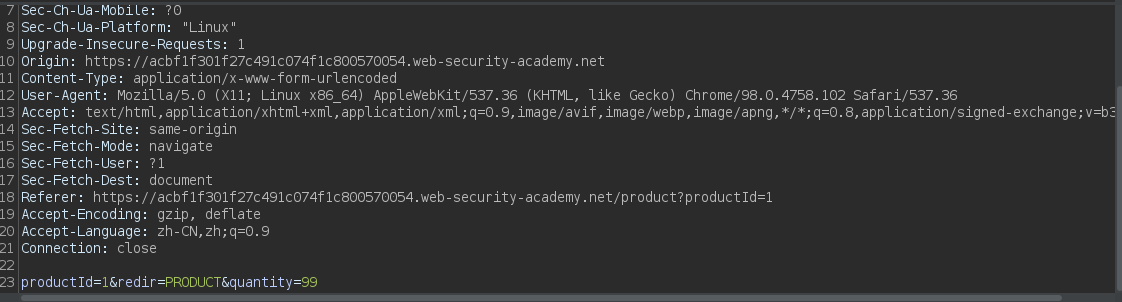 7 Sec-Ch-Ua-Mobile: ?0
8 Sec-Ch-Ua-Platform: "Linux"
9 Upgrade-Insecure-Requests: 1
10 Origin: https://acbf1f301f27c491c074f1c800570054.web-security-academy.net
11 Content-Type: application/x-www-form-urlencoded
12 User-Agent: Mozilla/5.0 (X11; Linux x86_64) AppleWebKit/537.36 (KHTML, like Gecko) Chrome/98.0.4758.102 Safari/537.36
13 Accept: text/html,application/xhtml+xml,application/xml;q=0.9,image/avif,image/webp,image/apng,*/*;q=0.8,application/signed-exchange;v=b3
14 Sec-Fetch-Site: same-origin
15 Sec-Fetch-Mode: navigate
16 Sec-Fetch-User: ?1
17 Sec-Fetch-Dest: document
18 Referer: https://acbf1f301f27c491c074f1c800570054.web-security-academy.net/product?productId=1
19 Accept-Encoding: gzip, deflate
20 Accept-Language: zh-CN,zh;q=0.9
21 Connection: close
22
23 productId=1&redir=PRODUCT&quantity=99